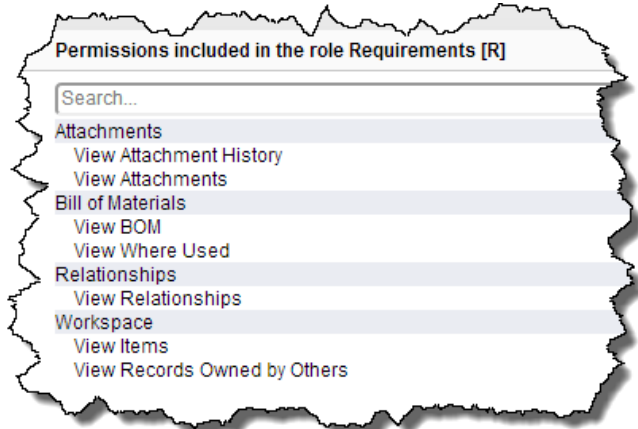 Permissions included in the role Requirements [R]
Search...
Attachments
View Attachment History
View Attachments
Bill of Materials
View BOM
View Where Used
Relationships
View Relationships
Workspace
View Items
View Records Owned by Others